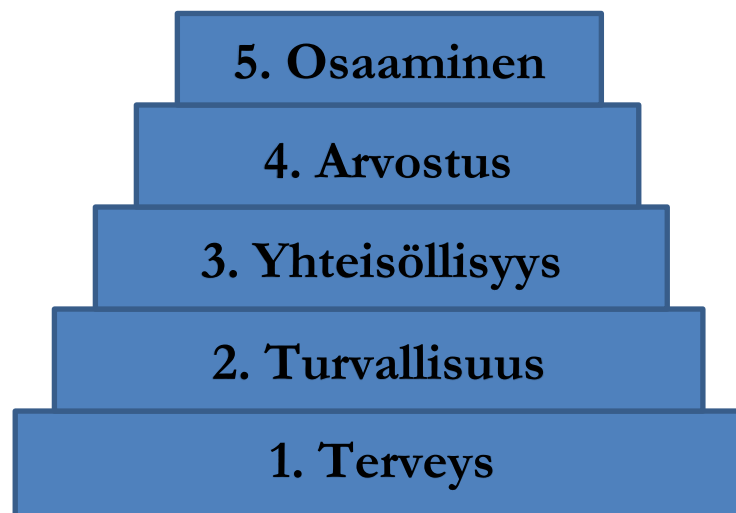 5. Osaaminen
4. Arvostus
3. Yhteisöllisyys
2. Turvallisuus
1. Terveys